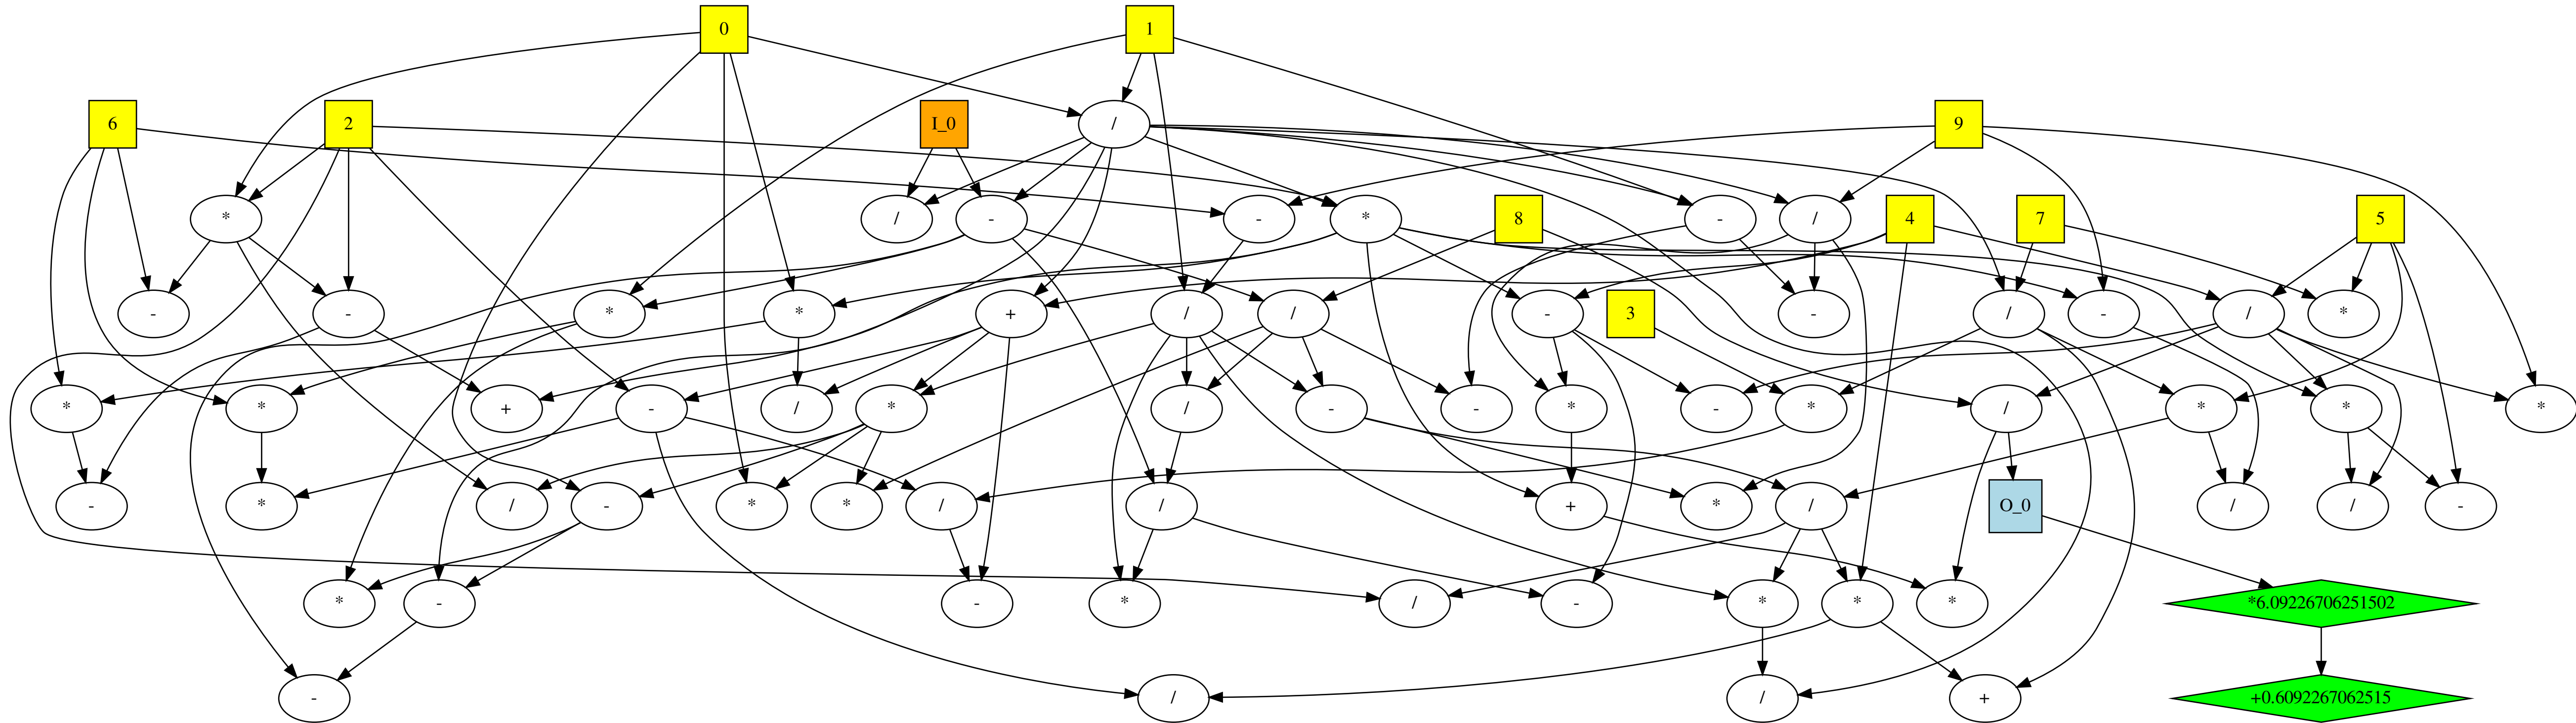 0 1
6 2 I_0 / 9
* / - - * 8 - / 4 7 5
- - * * + / / - 3 - / - / *
* * + - / * / - - * - * / * * *
- * / - * * / / + * / O_0 / / -
* - - * / - * * * *6.09226706251502
- / / + +0.6092267062515